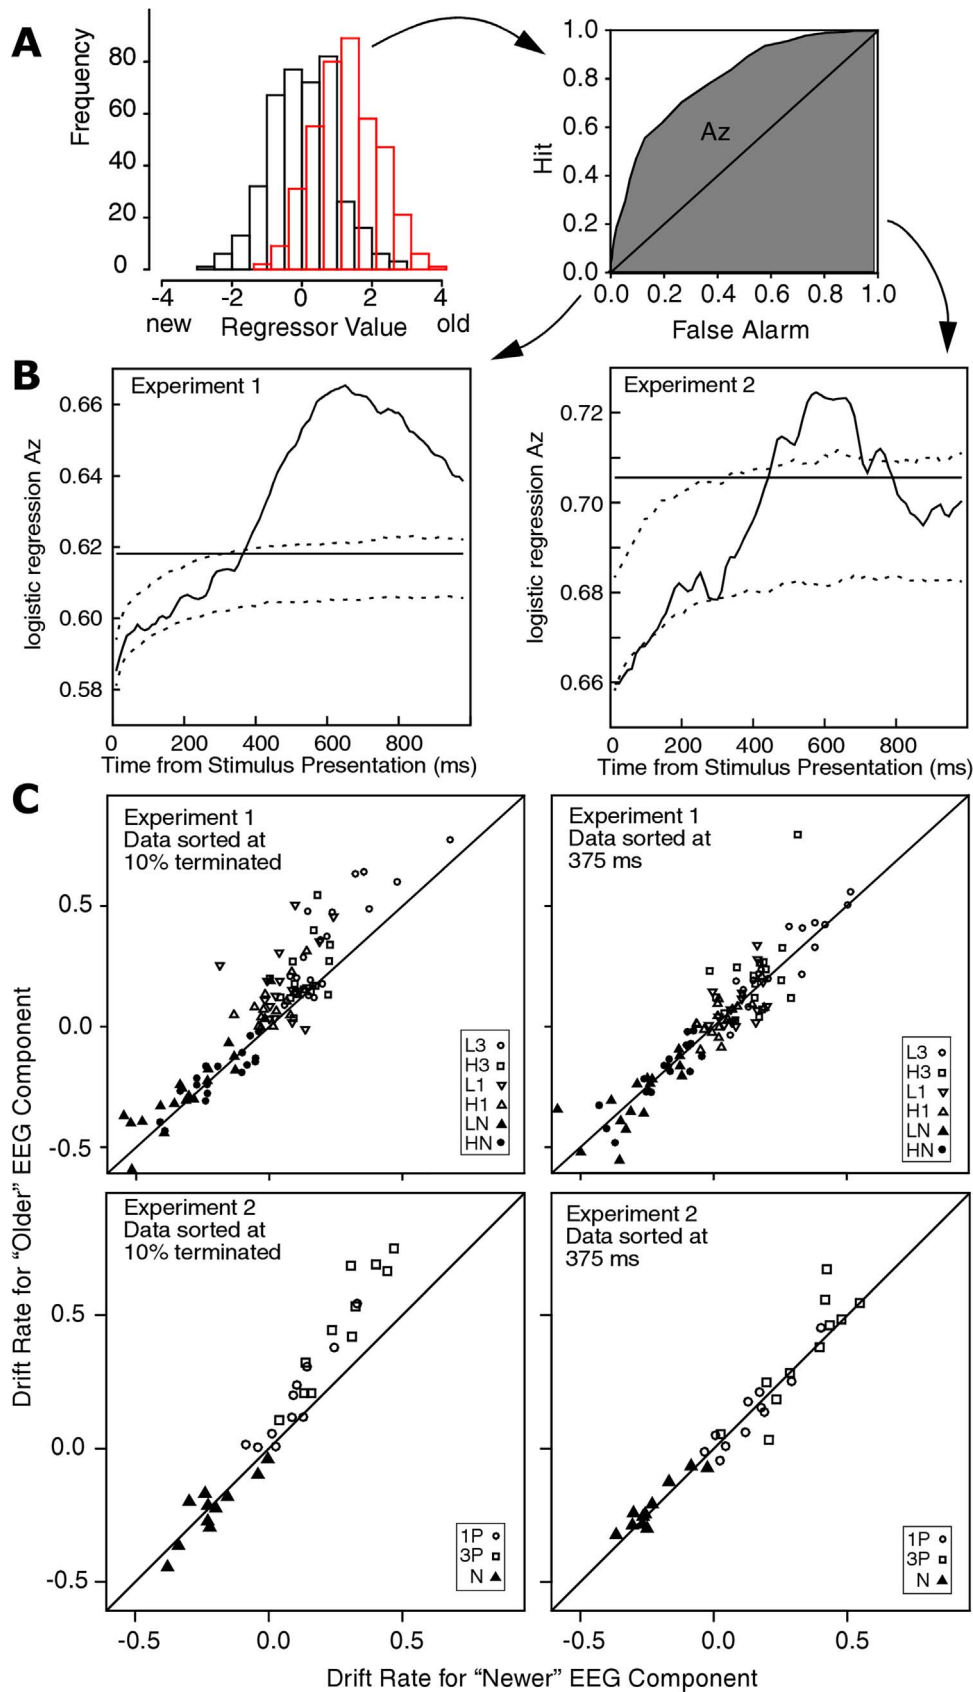 A
Frequency
80
60
40
20
0
-4
-2
0
2
4
new
Regressor Value
old
1.0
0.8
0.6
0.4
0.2
0.0
Hit
Az
0.0
0.2
0.4
0.6
0.8
1.0
False Alarm
B
Experiment 1
logistic regression Az
0.66
0.64
0.62
0.60
0.58
0
200
400
600
800
Time from Stimulus Presentation (ms)
Experiment 2
logistic regression Az
0.72
0.70
0.68
0.66
0
200
400
600
800
Time from Stimulus Presentation (ms)
C
Drift Rate for “Older” EEG Component
Experiment 1
Data sorted at
10% terminated
0.5
0.0
-0.5
L3
H3
L1
H1
LN
HN
Experiment 1
Data sorted at
375 ms
L3
H3
L1
H1
LN
HN
Experiment 2
Data sorted at
10% terminated
0.5
0.0
-0.5
1P
3P
N
-0.5
0.0
0.5
Experiment 2
Data sorted at
375 ms
1P
3P
N
-0.5
0.0
0.5
Drift Rate for “Newer” EEG Component